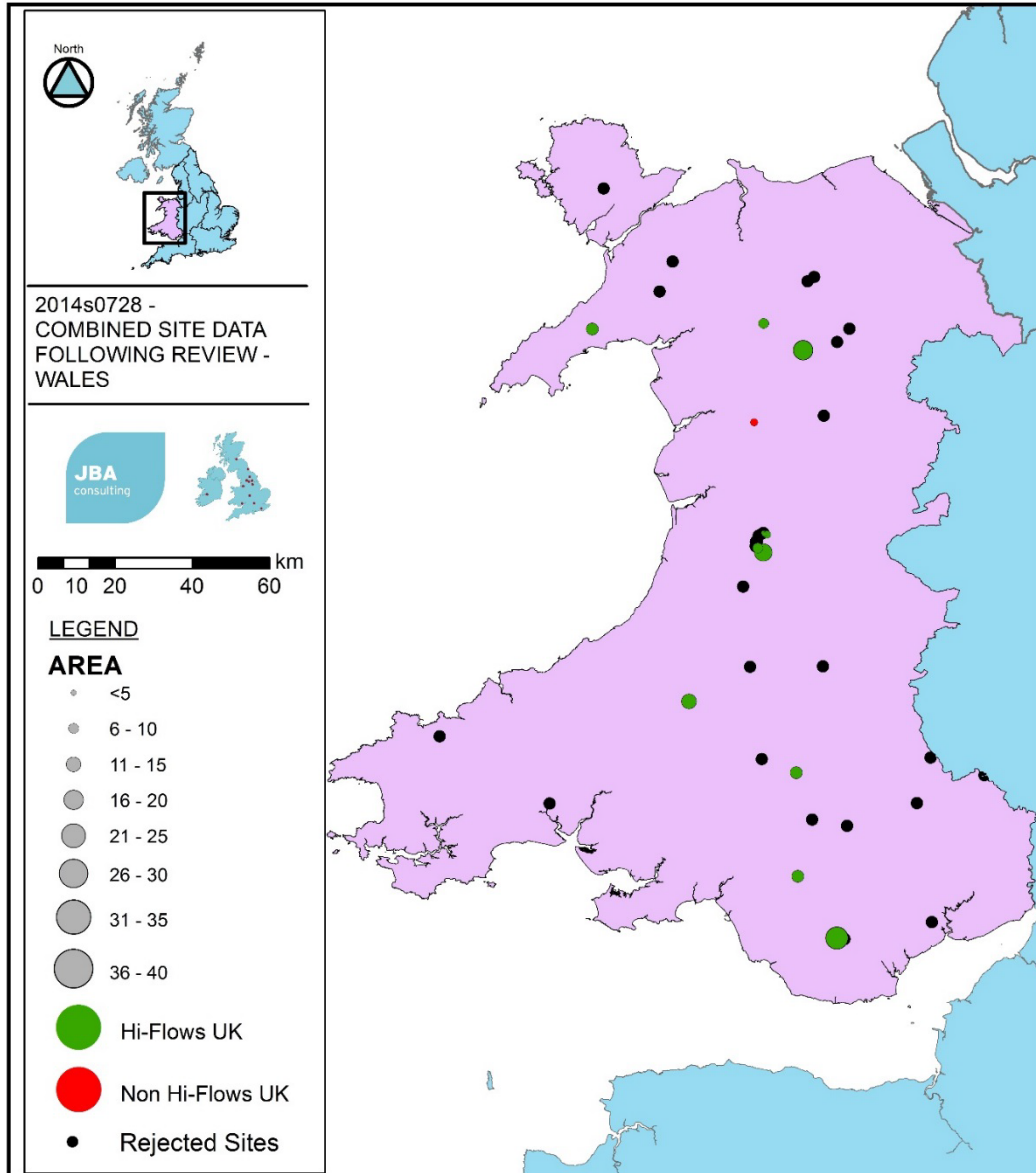 North
2014s0728 -
COMBINED SITE DATA
FOLLOWING REVIEW -
WALES
JBA
consulting
km
0 10 20 40 60
LEGEND
AREA
<5
6 - 10
11 - 15
16 - 20
21 - 25
26 - 30
31 - 35
36 - 40
Hi-Flows UK
Non Hi-Flows UK
Rejected Sites